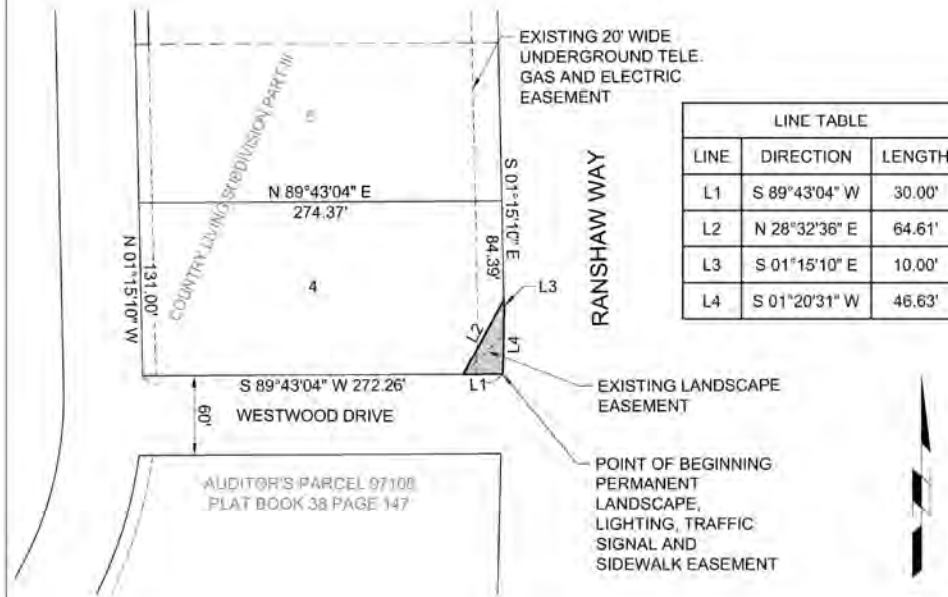 EXISTING 20' WIDE
UNDERGROUND TELE.
GAS AND ELECTRIC
EASEMENT
COUNTRY LIVING SUBDIVISION PART III
N 89°43'04" E
274.37'
S 01°15'10" E
84.39'
RANSHAW WAY
LINE TABLE
LINE DIRECTION LENGTH
L1 S 89°43'04" W 30.00'
L2 N 28°32'36" E 64.61'
L3 S 01°15'10" E 10.00'
L4 S 01°20'31" W 46.63'
N 01°15'10" W
131.00'
4
L3
L2
L4
S 89°43'04" W 272.26'
L1
60'
WESTWOOD DRIVE
EXISTING LANDSCAPE
EASEMENT
POINT OF BEGINNING
PERMANENT
LANDSCAPE,
LIGHTING, TRAFFIC
SIGNAL AND
SIDEWALK EASEMENT
AUDITOR'S PARCEL 97108
PLAT BOOK 38 PAGE 147